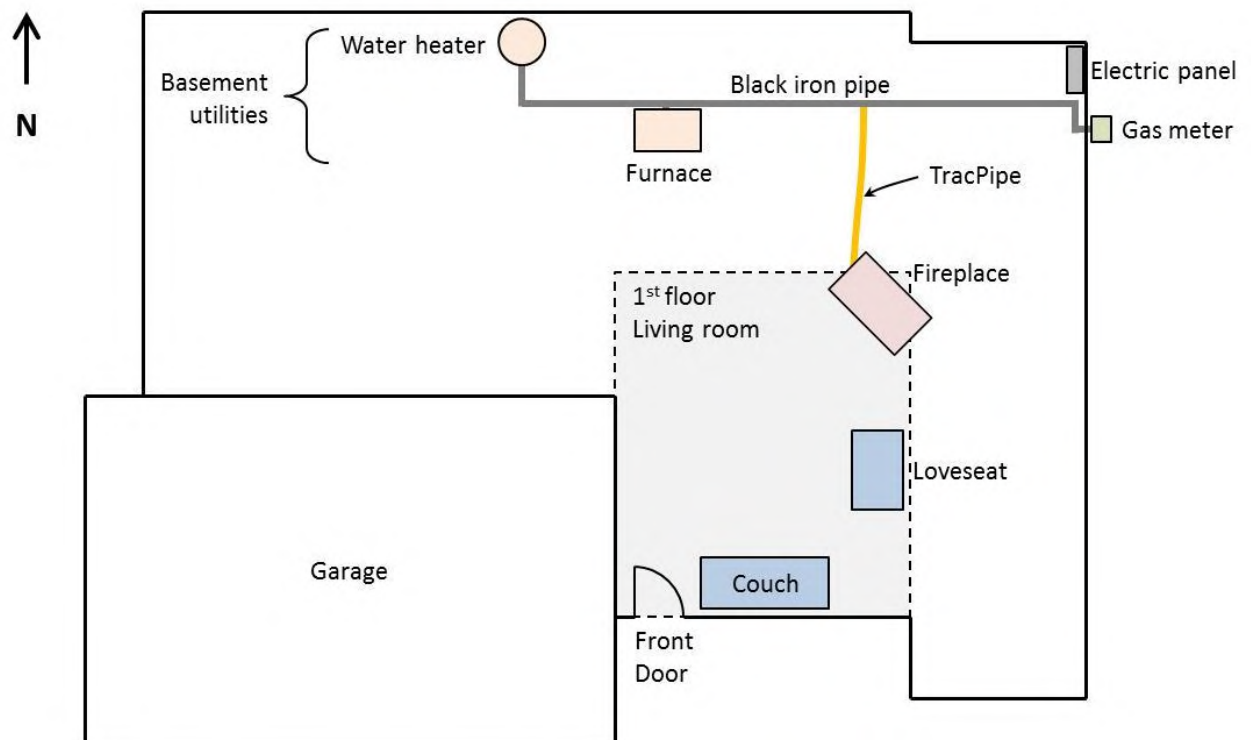 N
Basement
utilities
Water heater
Furnace
Black iron pipe
Electric panel
Gas meter
TracPipe
Fireplace
1st floor
Living room
Loveseat
Couch
Garage
Front
Door